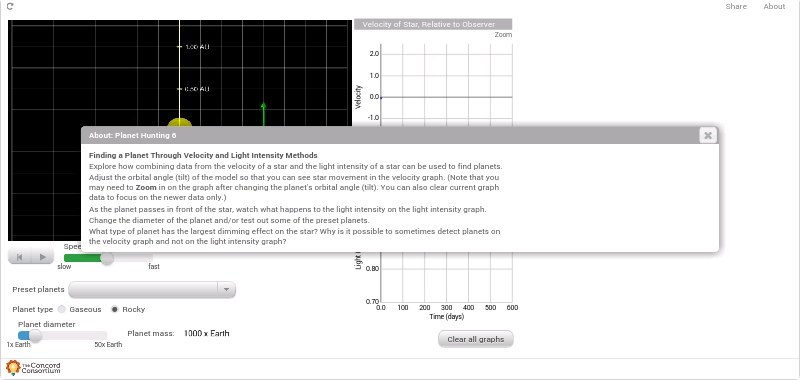 Share About
Velocity of Star, Relative to Observer
Zoom
1.00 AU
0.50 AU
2.0
1.0
0.0
-1.0
Velocity
About: Planet Hunting 6
Finding a Planet Through Velocity and Light Intensity Methods
Explore how combining data from the velocity of a star and the light intensity of a star can be used to find planets.
Adjust the orbital angle (tilt) of the model so that you can see star movement in the velocity graph. (Note that you
may need to Zoom in on the graph after changing the planet's orbital angle (tilt). You can also clear current graph
data to focus on the newer data only.)
As the planet passes in front of the star, watch what happens to the light intensity on the light intensity graph.
Change the diameter of the planet and/or test out some of the preset planets.
What type of planet has the largest dimming effect on the star? Why is it possible to sometimes detect planets on
the velocity graph and not on the light intensity graph?
slow fast
Light
0.80
0.70
0.0 100 200 300 400 500 600
Time (days)
Preset planets
Planet type Gaseous Rocky
Planet diameter
1x Earth 50x Earth
Planet mass: 1000 x Earth
Clear all graphs
The Concord
Consortium